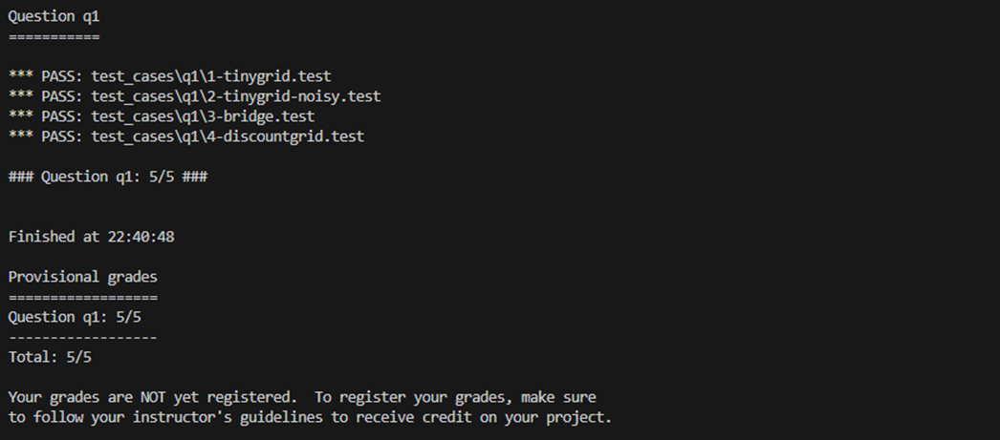 Question q1
===========
*** PASS: test_cases\q1\1-tinygrid.test
*** PASS: test_cases\q1\2-tinygrid-noisy.test
*** PASS: test_cases\q1\3-bridge.test
*** PASS: test_cases\q1\4-discountgrid.test
### Question q1: 5/5 ###
Finished at 22:40:48
Provisional grades
==================
Question q1: 5/5
------------------
Total: 5/5
Your grades are NOT yet registered.  To register your grades, make sure
to follow your instructor's guidelines to receive credit on your project.